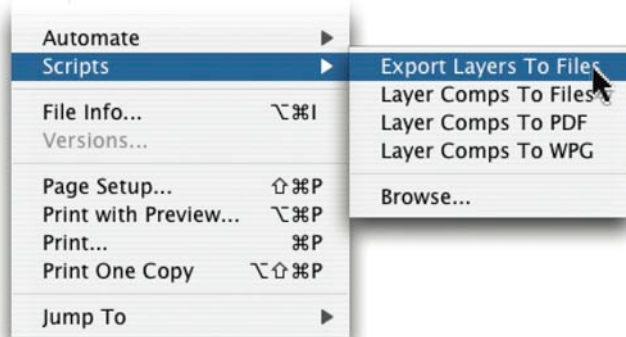 Automate
Scripts
File Info... ⌥⌘I
Versions...
Page Setup... ⇧⌘P
Print with Preview... ⌥⌘P
Print... ⌘P
Print One Copy ⌥⇧⌘P
Jump To
Export Layers To Files
Layer Comps To Files
Layer Comps To PDF
Layer Comps To WPG
Browse...